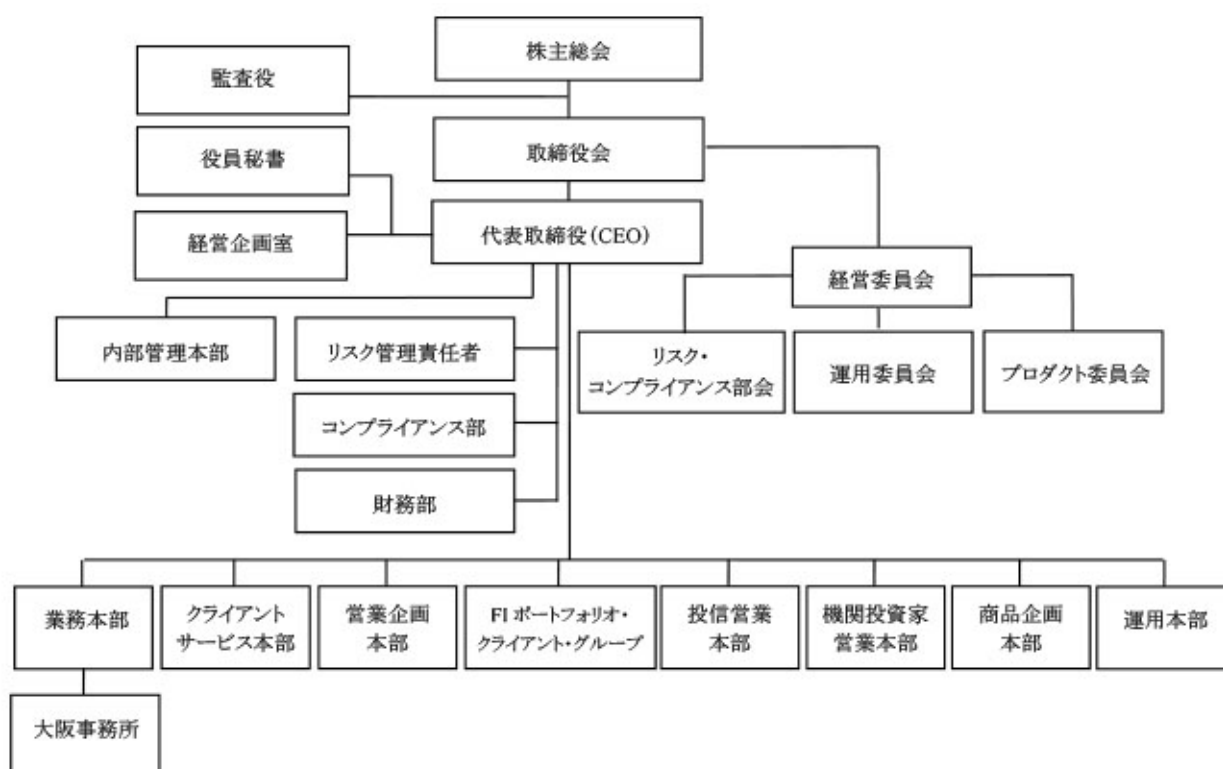 株主総会
監査役
取締役会
役員秘書
代表取締役(CEO)
経営企画室
経営委員会
内部管理本部
リスク管理責任者
リスク・
コンプライアンス部会
運用委員会
プロダクト委員会
コンプライアンス部
財務部
業務本部
クライアント
サービス本部
営業企画
本部
FIポートフォリオ・
クライアント・グループ
投信営業
本部
機関投資家
営業本部
商品企画
本部
運用本部
大阪事務所